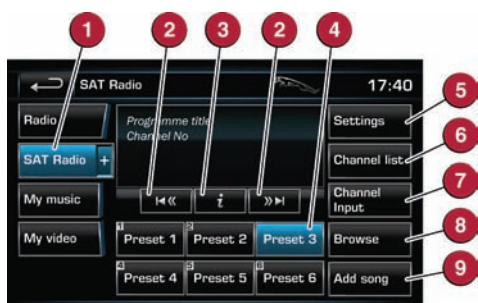 1 2 3 2 4
SAT Radio 17:40
Radio
Programme title
Channel No
Settings
5
SAT Radio +
Channel list
6
My music
i
Channel
Input
7
My video
1 Preset 1
2 Preset 2
Preset 3
Browse
8
4 Preset 4
5 Preset 5
6 Preset 6
Add song
9